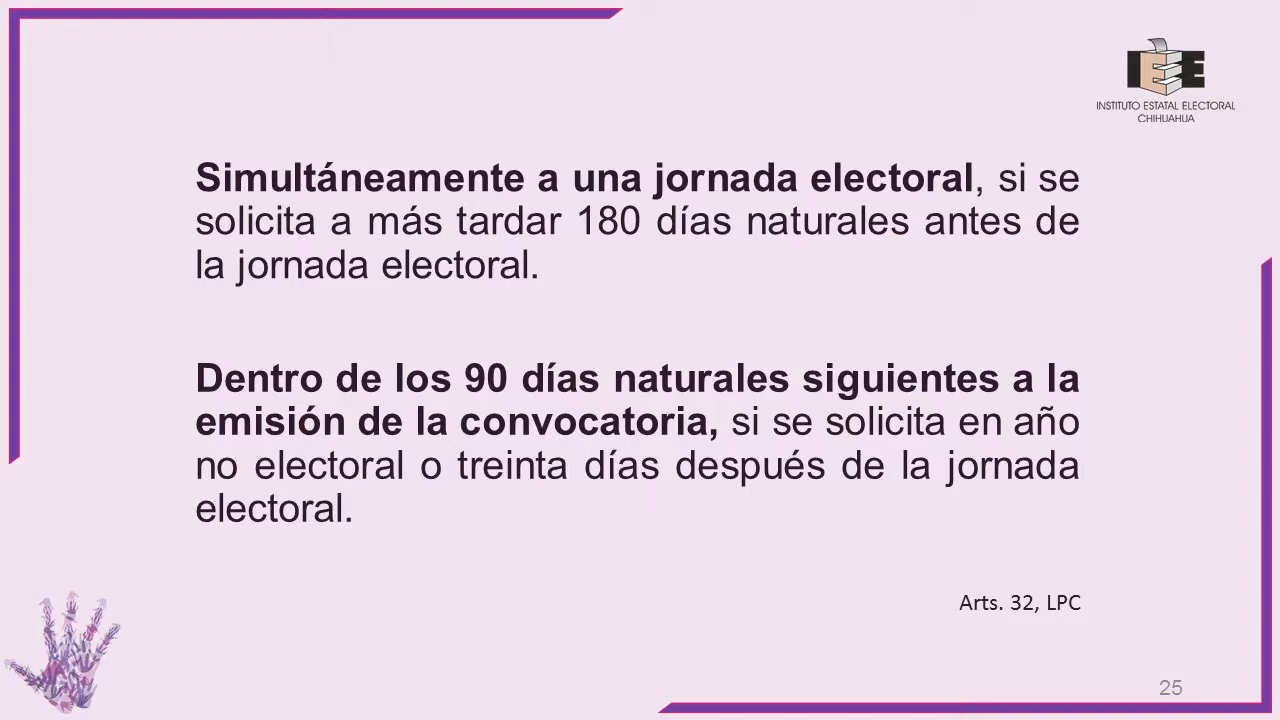 IEE
INSTITUTO ESTATAL ELECTORAL
CHIHUAHUA
Simultáneamente a una jornada electoral, si se
solicita a más tardar 180 días naturales antes de
la jornada electoral.
Dentro de los 90 días naturales siguientes a la
emisión de la convocatoria, si se solicita en año
no electoral o treinta días después de la jornada
electoral.
Arts. 32, LPC
25